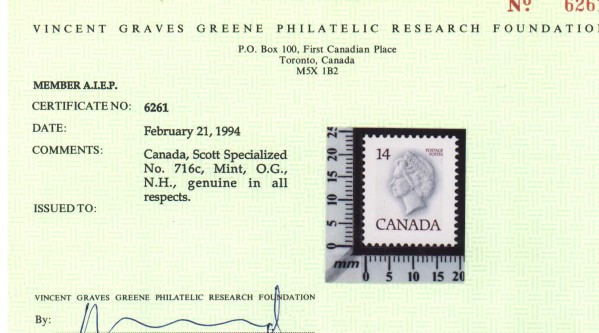 Nº 6261
VINCENT GRAVES GREENE PHILATELIC RESEARCH FOUNDATION
P.O. Box 100, First Canadian Place
Toronto, Canada
M5X 1B2
MEMBER A.I.E.P.
CERTIFICATE NO: 6261
DATE: February 21, 1994
COMMENTS: Canada, Scott Specialized
No. 716c, Mint, O.G.,
N.H., genuine in all
respects.
ISSUED TO:
14 POSTAGE
POSTES
CANADA
25
20
15
10
5
0
mm
0 5 10 15 20
VINCENT GRAVES GREENE PHILATELIC RESEARCH FOUNDATION
By: